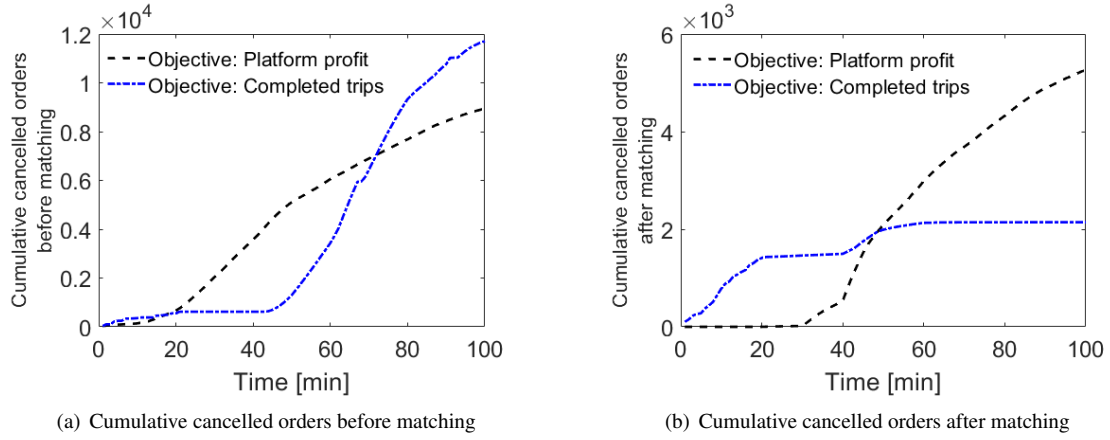 ×10⁴
1.2
1
0.8
0.6
0.4
0.2
0
0 20 40 60 80 100
Cumulative cancelled orders
before matching
Time [min]
Objective: Platform profit
Objective: Completed trips
(a) Cumulative cancelled orders before matching
×10³
6
4
2
0
0 20 40 60 80 100
Cumulative cancelled orders
after matching
Time [min]
Objective: Platform profit
Objective: Completed trips
(b) Cumulative cancelled orders after matching